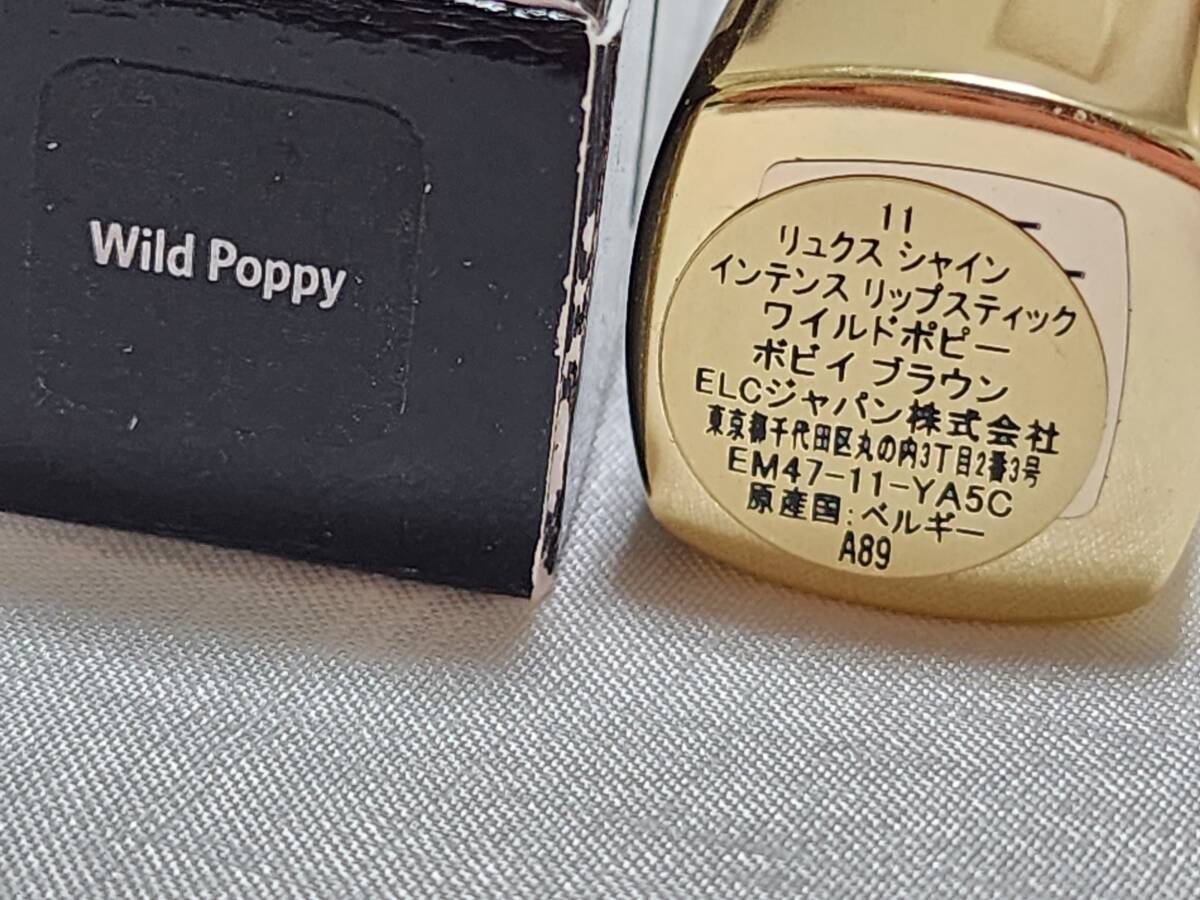 Wild Poppy
11
リュクス シャイン
インテンス リップスティック
ワイルドポピー
ボビイ ブラウン
ELCジャパン株式会社
東京都千代田区丸の内3丁目2番3号
EM47-11-YA5C
原産国:ベルギー
A89